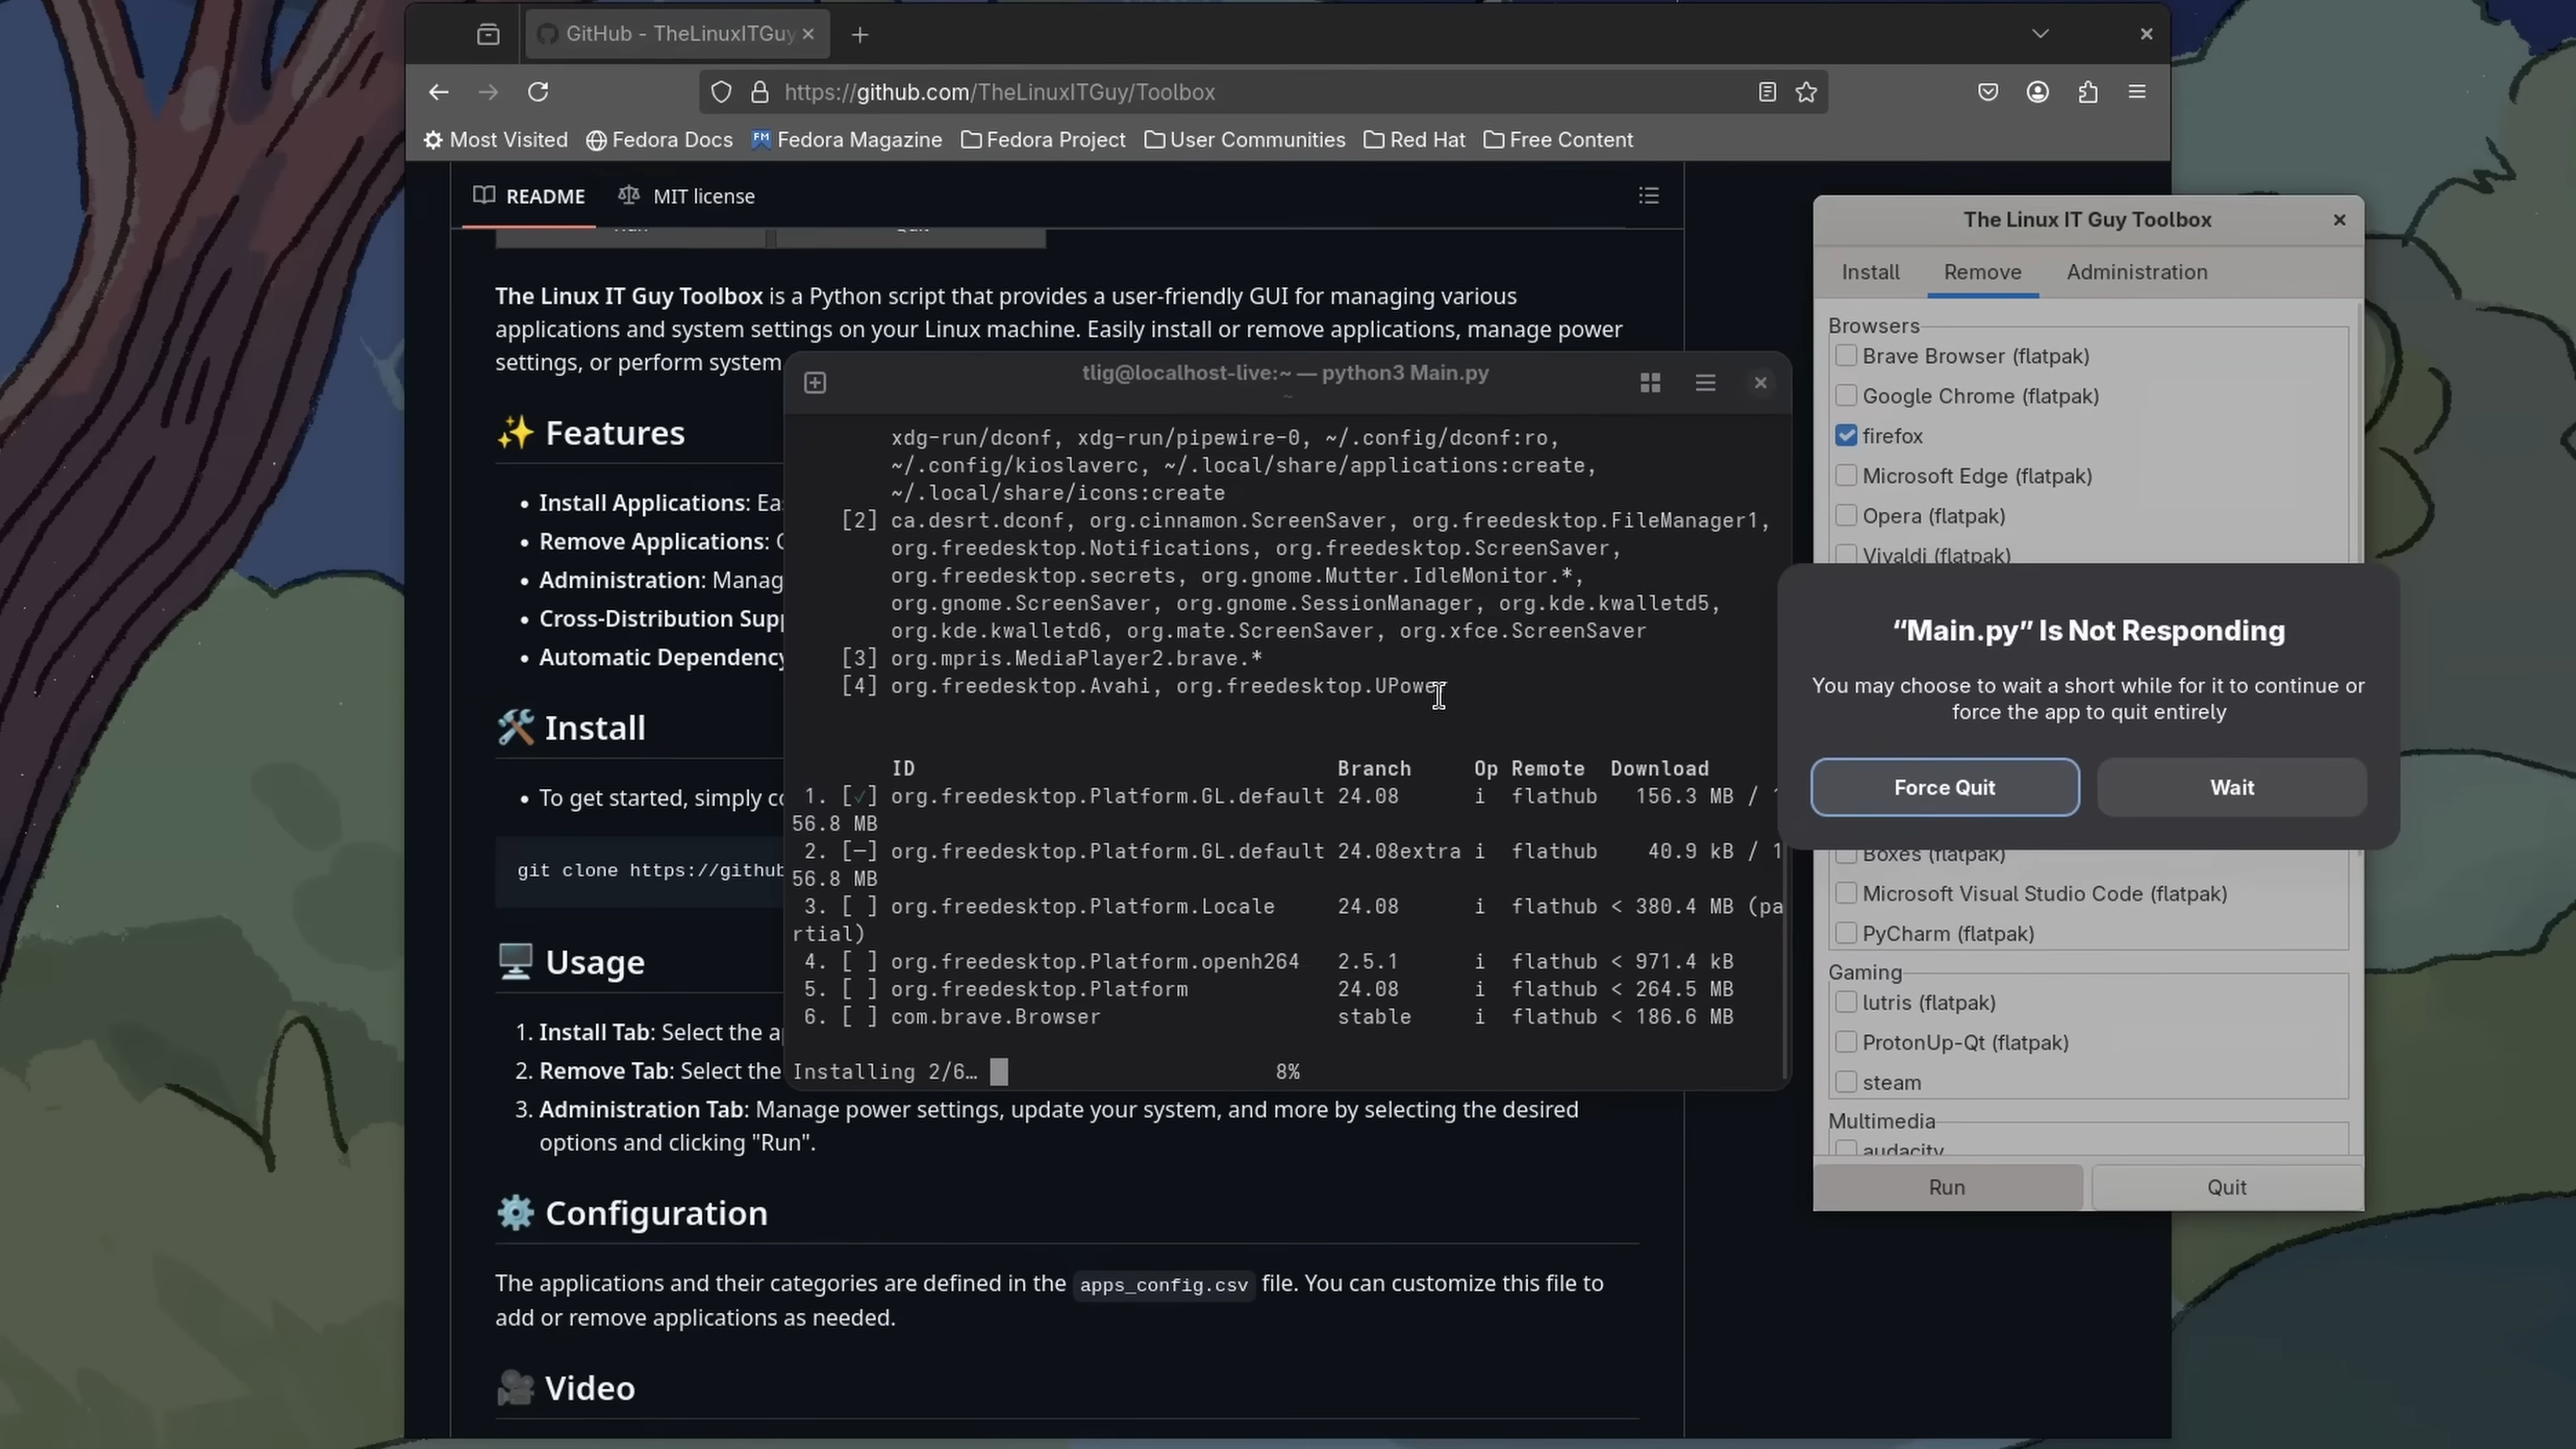 GitHub - TheLinuxITGuy
https://github.com/TheLinuxITGuy/Toolbox
Most Visited Fedora Docs Fedora Magazine Fedora Project User Communities Red Hat Free Content
README MIT license
The Linux IT Guy Toolbox is a Python script that provides a user-friendly GUI for managing various
applications and system settings on your Linux machine. Easily install or remove applications, manage power
settings, or perform system
✨ Features
• Install Applications: Ea
• Remove Applications:
• Administration: Manag
• Cross-Distribution Sup
• Automatic Dependency
🛠️ Install
• To get started, simply c
git clone https://github
🖥️ Usage
1. Install Tab: Select the a
2. Remove Tab: Select the
3. Administration Tab: Manage power settings, update your system, and more by selecting the desired
options and clicking "Run".
⚙️ Configuration
The applications and their categories are defined in the apps_config.csv file. You can customize this file to
add or remove applications as needed.
🎥 Video
tlig@localhost-live:~ — python3 Main.py
~
xdg-run/dconf, xdg-run/pipewire-0, ~/.config/dconf:ro,
~/.config/kioslaverc, ~/.local/share/applications:create,
~/.local/share/icons:create
[2] ca.desrt.dconf, org.cinnamon.ScreenSaver, org.freedesktop.FileManager1,
org.freedesktop.Notifications, org.freedesktop.ScreenSaver,
org.freedesktop.secrets, org.gnome.Mutter.IdleMonitor.*,
org.gnome.ScreenSaver, org.gnome.SessionManager, org.kde.kwalletd5,
org.kde.kwalletd6, org.mate.ScreenSaver, org.xfce.ScreenSaver
[3] org.mpris.MediaPlayer2.brave.*
[4] org.freedesktop.Avahi, org.freedesktop.UPower
ID Branch Op Remote Download
1. [✓] org.freedesktop.Platform.GL.default 24.08 i flathub 156.3 MB / 1
56.8 MB
2. [—] org.freedesktop.Platform.GL.default 24.08extra i flathub 40.9 kB / 1
56.8 MB
3. [ ] org.freedesktop.Platform.Locale 24.08 i flathub < 380.4 MB (pa
rtial)
4. [ ] org.freedesktop.Platform.openh264 2.5.1 i flathub < 971.4 kB
5. [ ] org.freedesktop.Platform 24.08 i flathub < 264.5 MB
6. [ ] com.brave.Browser stable i flathub < 186.6 MB
Installing 2/6… 8%
The Linux IT Guy Toolbox
Install Remove Administration
Browsers
Brave Browser (flatpak)
Google Chrome (flatpak)
firefox
Microsoft Edge (flatpak)
Opera (flatpak)
Vivaldi (flatpak)
“Main.py” Is Not Responding
You may choose to wait a short while for it to continue or
force the app to quit entirely
Force Quit Wait
Boxes (flatpak)
Microsoft Visual Studio Code (flatpak)
PyCharm (flatpak)
Gaming
lutris (flatpak)
ProtonUp-Qt (flatpak)
steam
Multimedia
audacity
Run Quit